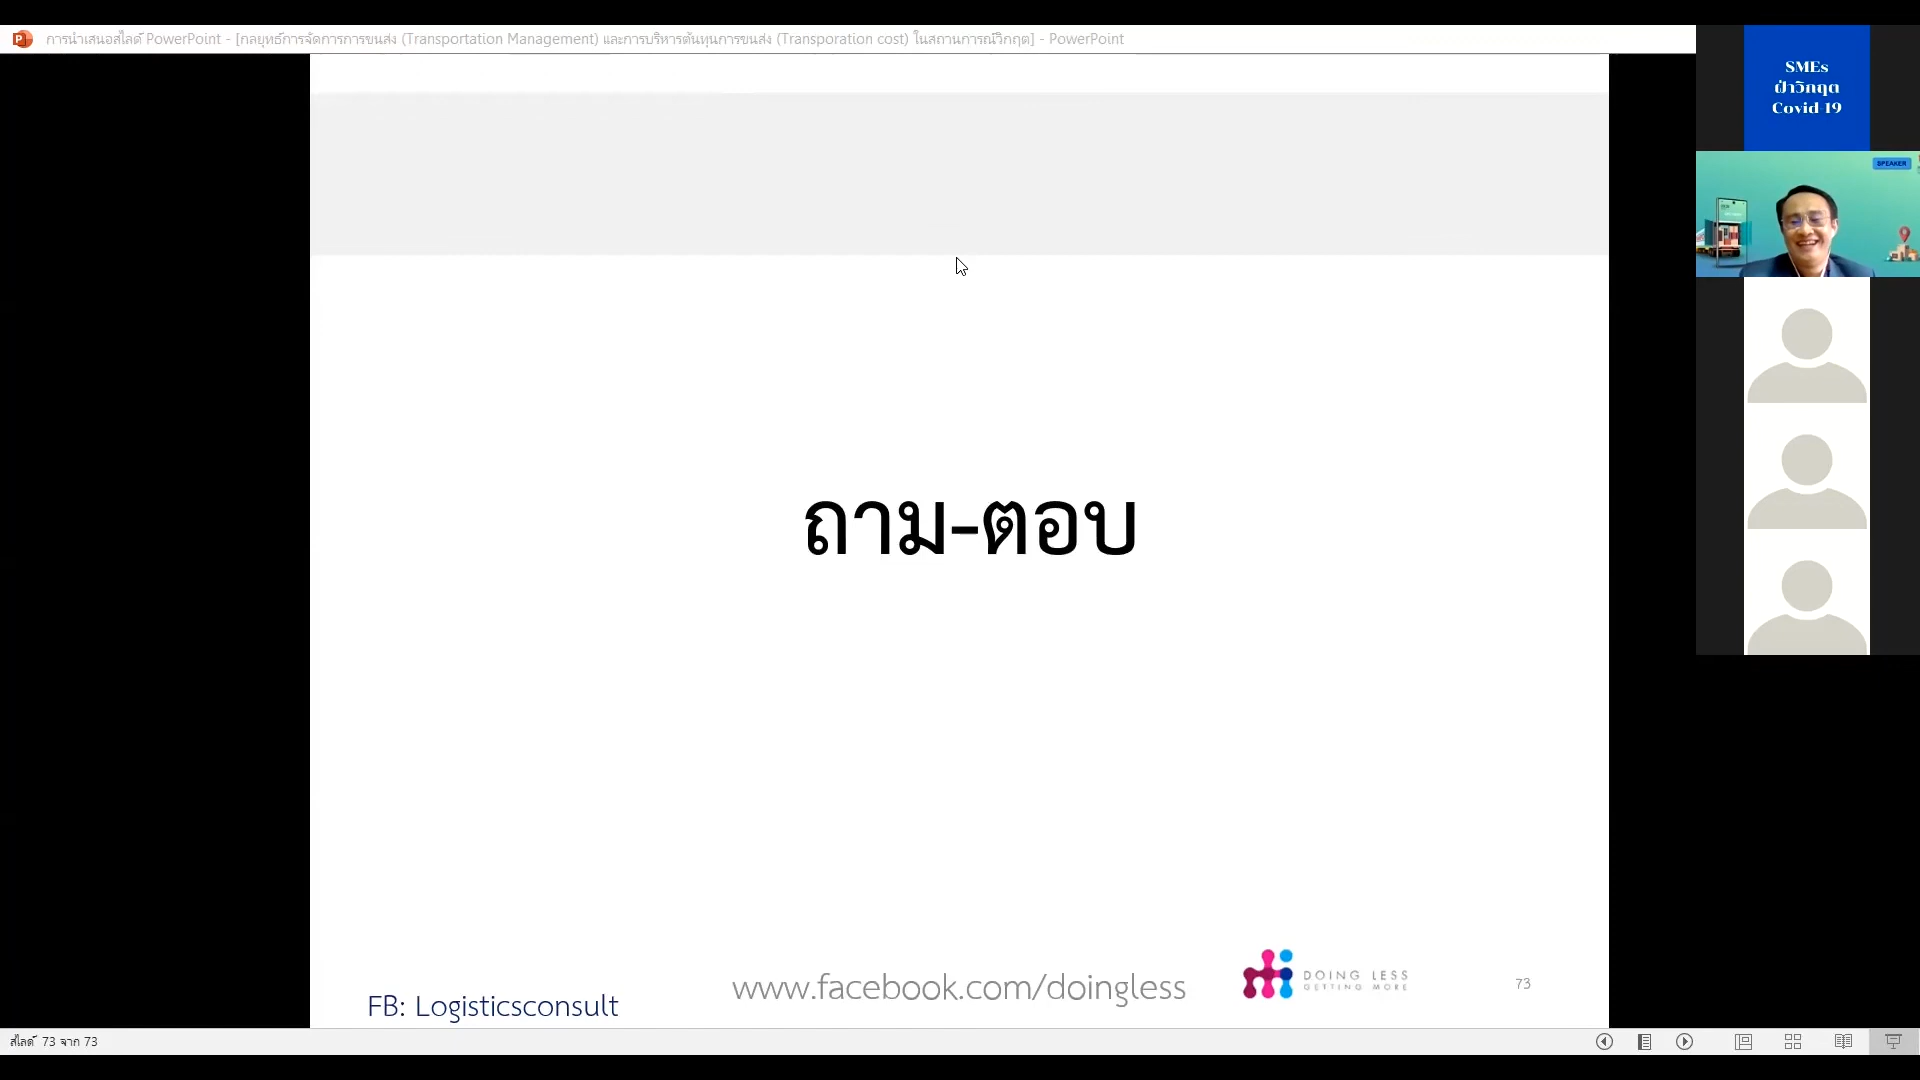 การนำเสนอสไลด์ PowerPoint - [กลยุทธ์การจัดการการขนส่ง (Transportation Management) และการบริหารต้นทุนการขนส่ง (Transporation cost) ในสถานการณ์วิกฤต] - PowerPoint
SMEs
ฝ่าวิกฤต
Covid-19
SPEAKER
ถาม-ตอบ
FB: Logisticsconsult
www.facebook.com/doingless
DOING LESS
GETTING MORE
73
สไลด์ 73 จาก 73